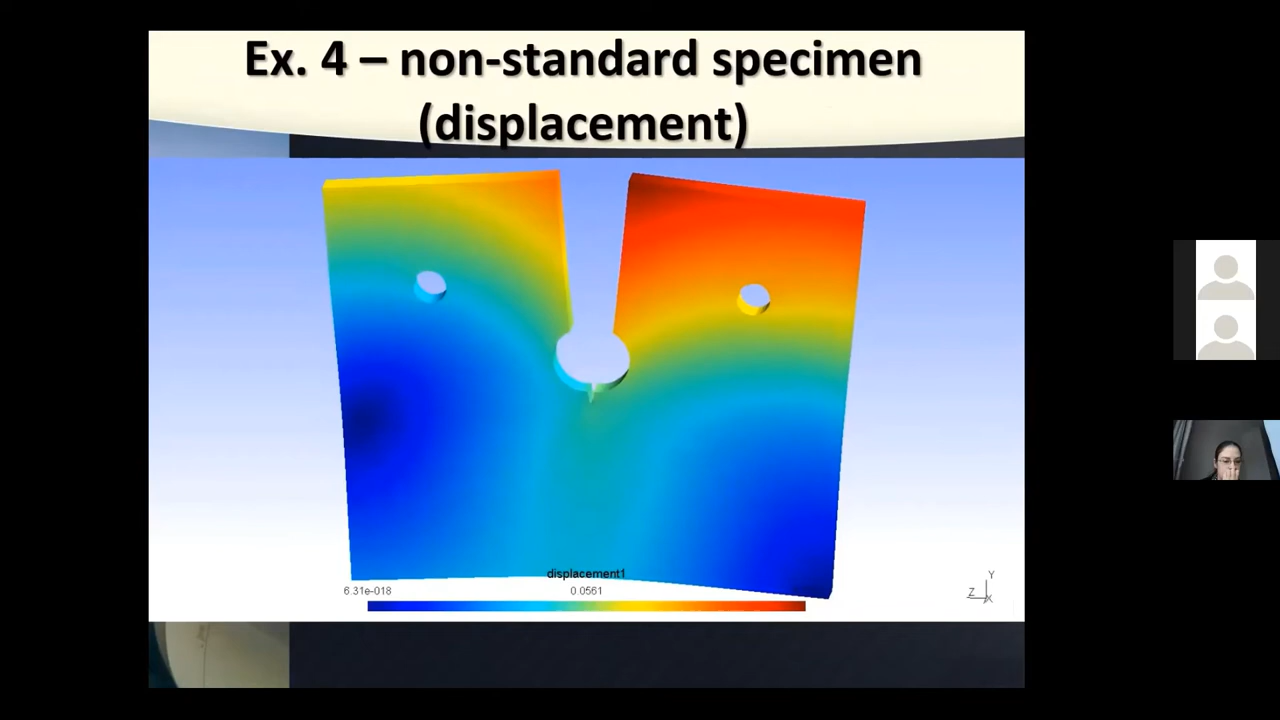 Ex. 4 – non-standard specimen
(displacement)
displacement1
6.31e-018 0.0561
Y
Z X